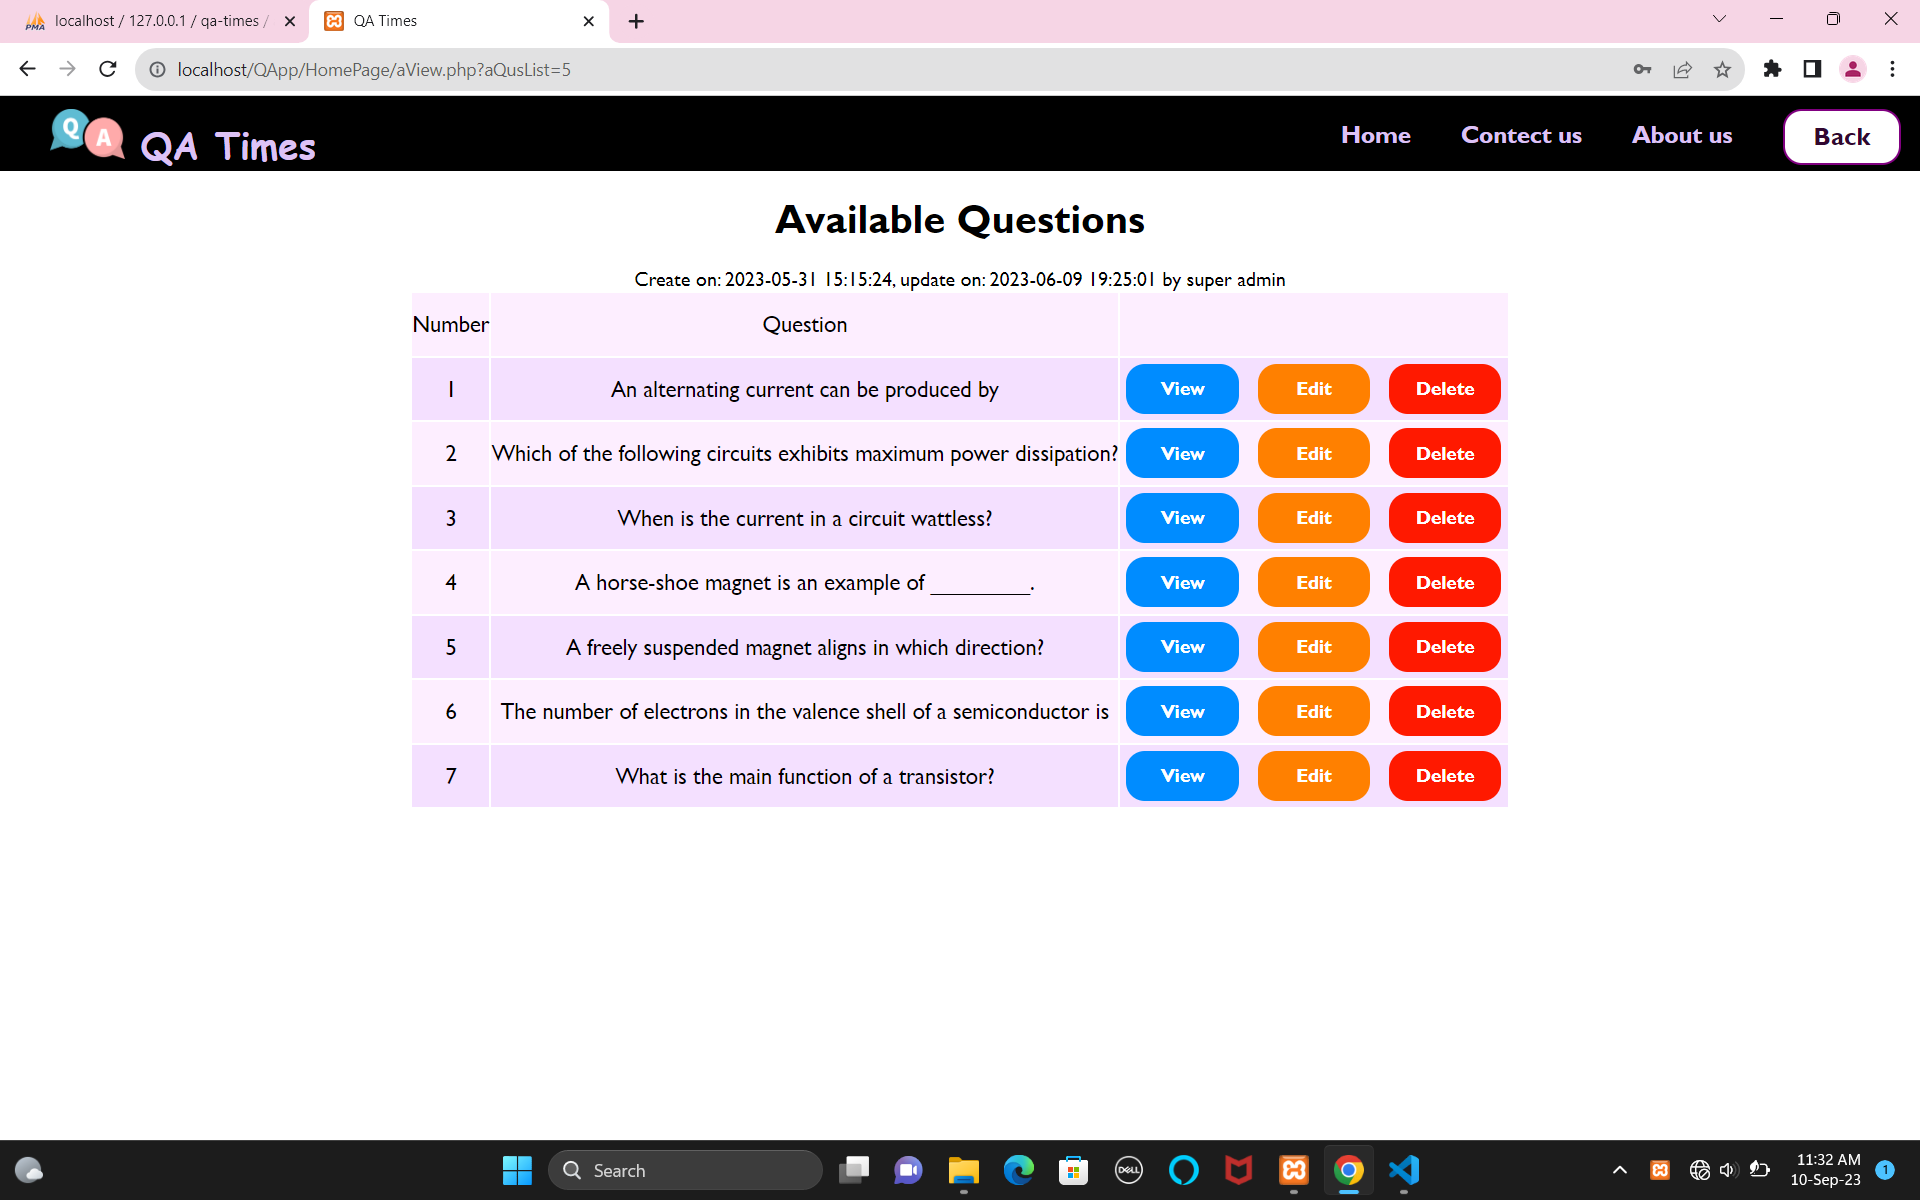 localhost / 127.0.0.1 / qa-times /
QA Times
localhost/QApp/HomePage/aView.php?aQusList=5
Q A QA Times
Home Contect us About us Back
Available Questions
Create on: 2023-05-31 15:15:24, update on: 2023-06-09 19:25:01 by super admin
Number Question
1 An alternating current can be produced by View Edit Delete
2 Which of the following circuits exhibits maximum power dissipation? View Edit Delete
3 When is the current in a circuit wattless? View Edit Delete
4 A horse-shoe magnet is an example of _________. View Edit Delete
5 A freely suspended magnet aligns in which direction? View Edit Delete
6 The number of electrons in the valence shell of a semiconductor is View Edit Delete
7 What is the main function of a transistor? View Edit Delete
Search
DELL
11:32 AM
10-Sep-23
1